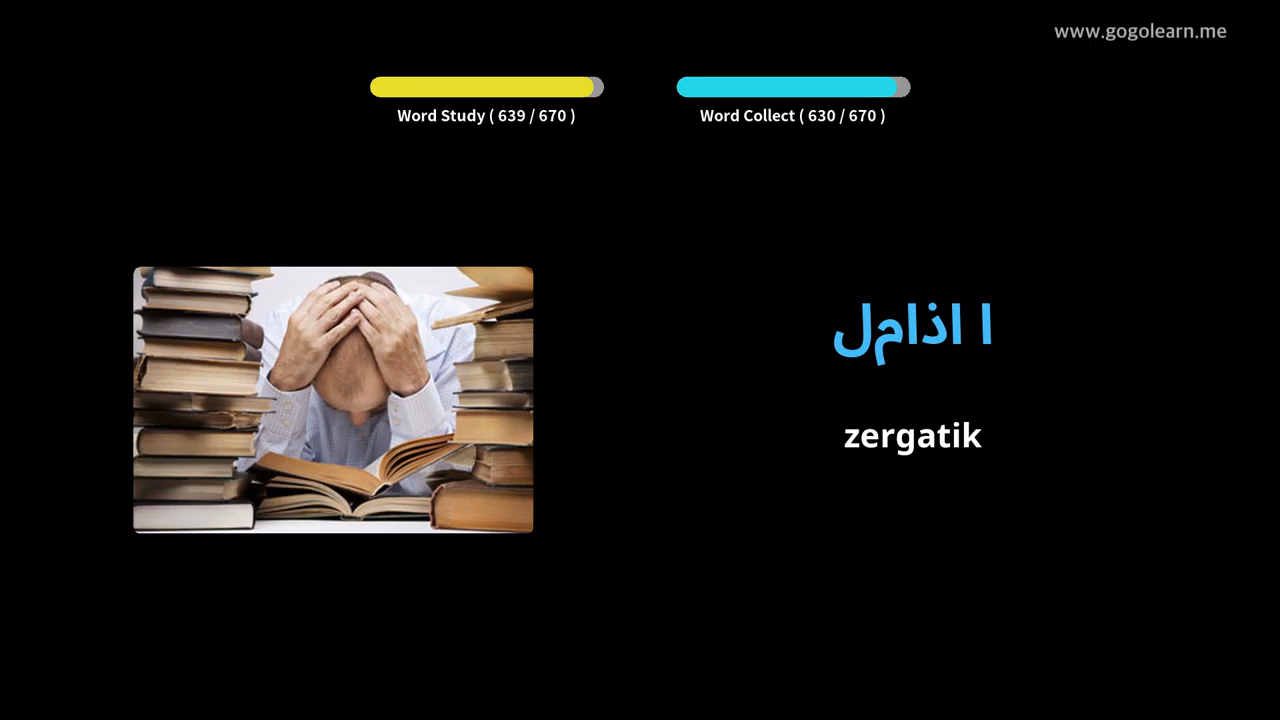 www.gogolearn.me
Word Study ( 639 / 670 )
Word Collect ( 630 / 670 )
ا اذامل
zergatik